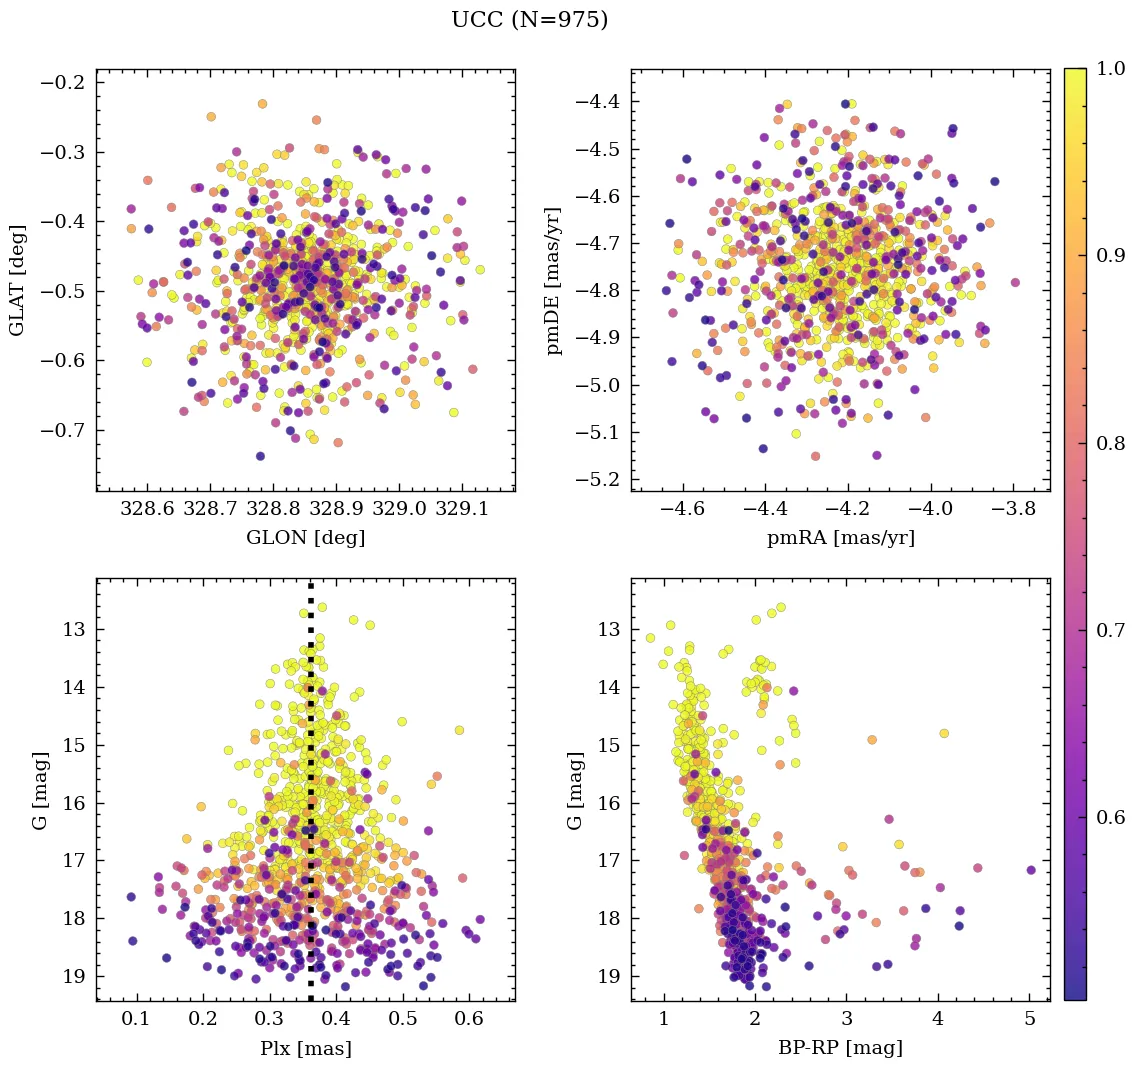 UCC (N=975)
−0.2
−0.3
−0.4
−0.5
−0.6
−0.7
GLAT [deg]
328.6 328.7 328.8 328.9 329.0 329.1
GLON [deg]
−4.4
−4.5
−4.6
−4.7
−4.8
−4.9
−5.0
−5.1
−5.2
pmDE [mas/yr]
−4.6 −4.4 −4.2 −4.0 −3.8
pmRA [mas/yr]
1.0
0.9
0.8
0.7
0.6
13
14
15
16
17
18
19
G [mag]
0.1 0.2 0.3 0.4 0.5 0.6
Plx [mas]
13
14
15
16
17
18
19
G [mag]
1 2 3 4 5
BP-RP [mag]